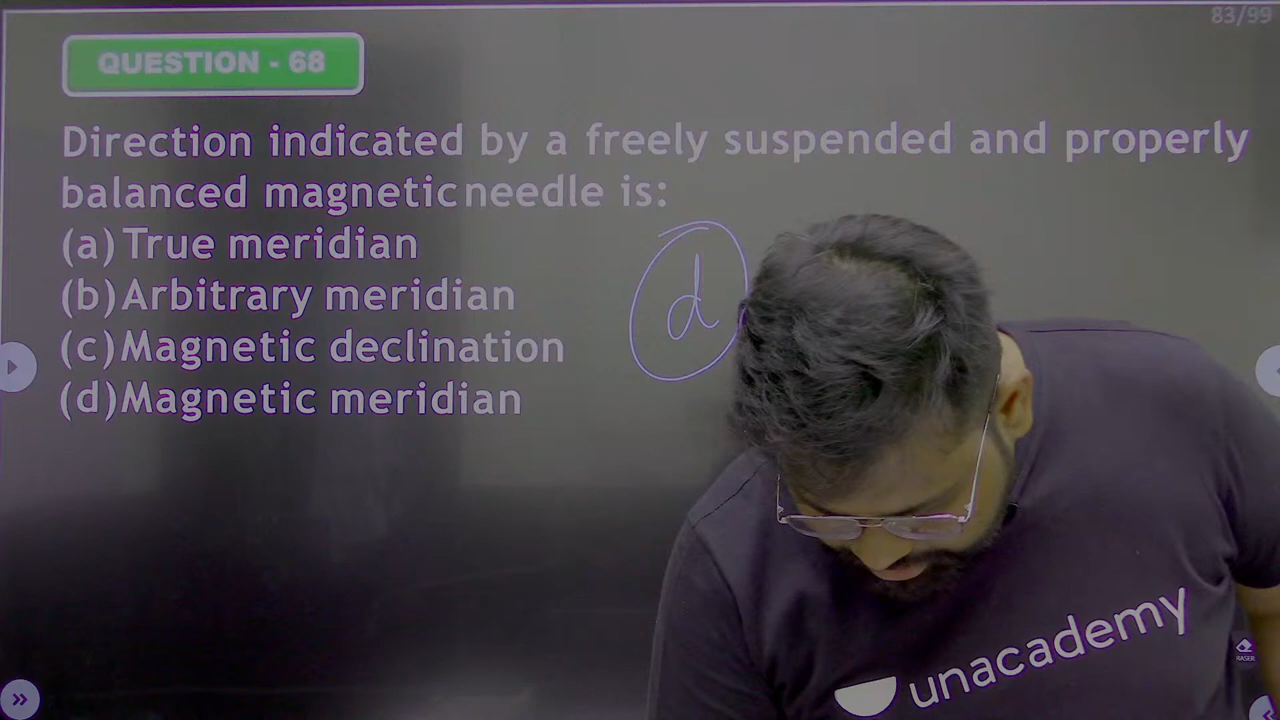 83/99
QUESTION - 68
Direction indicated by a freely suspended and properly
balanced magnetic needle is:
(a) True meridian
(b) Arbitrary meridian
(c) Magnetic declination
(d) Magnetic meridian
d
unacademy